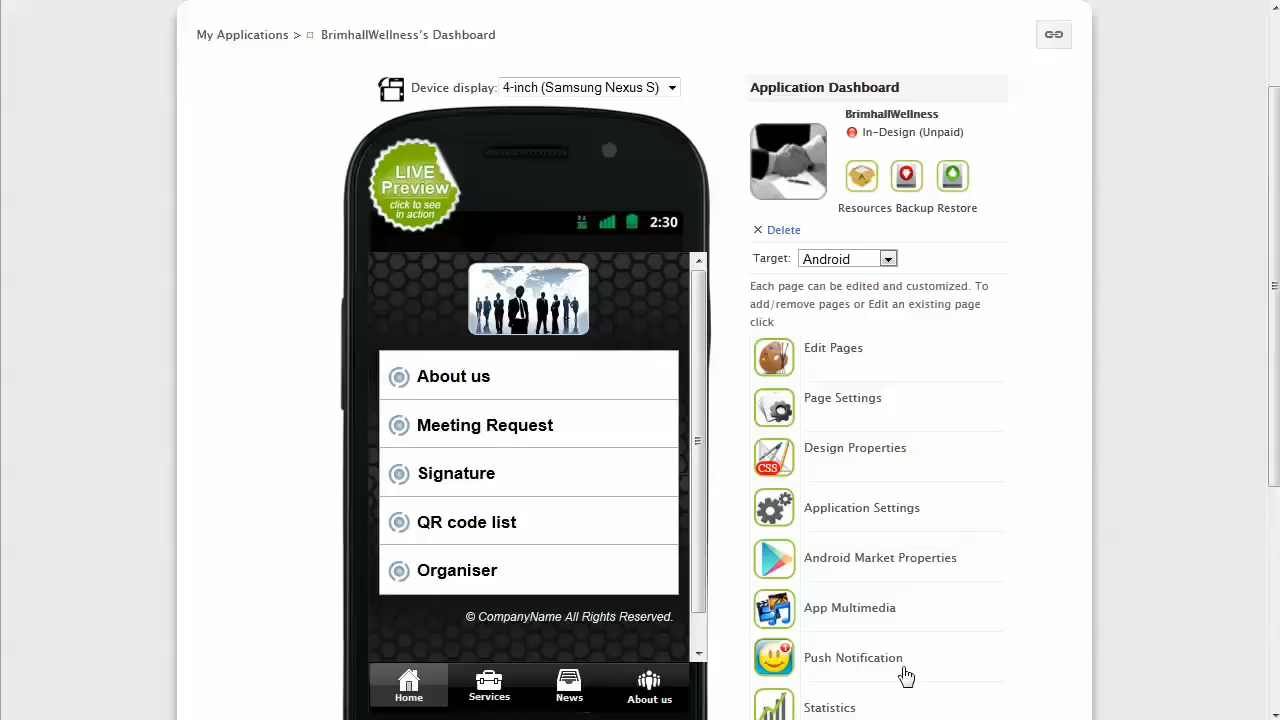 My Applications > BrimhallWellness's Dashboard
Device display: 4-inch (Samsung Nexus S)
LIVE
Preview
click to see
in action
3G
2:30
About us
Meeting Request
Signature
QR code list
Organiser
© CompanyName All Rights Reserved.
Home
Services
News
About us
Application Dashboard
BrimhallWellness
In-Design (Unpaid)
Resources Backup Restore
Delete
Target: Android
Each page can be edited and customized. To
add/remove pages or Edit an existing page
click
Edit Pages
Page Settings
CSS
Design Properties
Application Settings
Android Market Properties
App Multimedia
1
Push Notification
Statistics